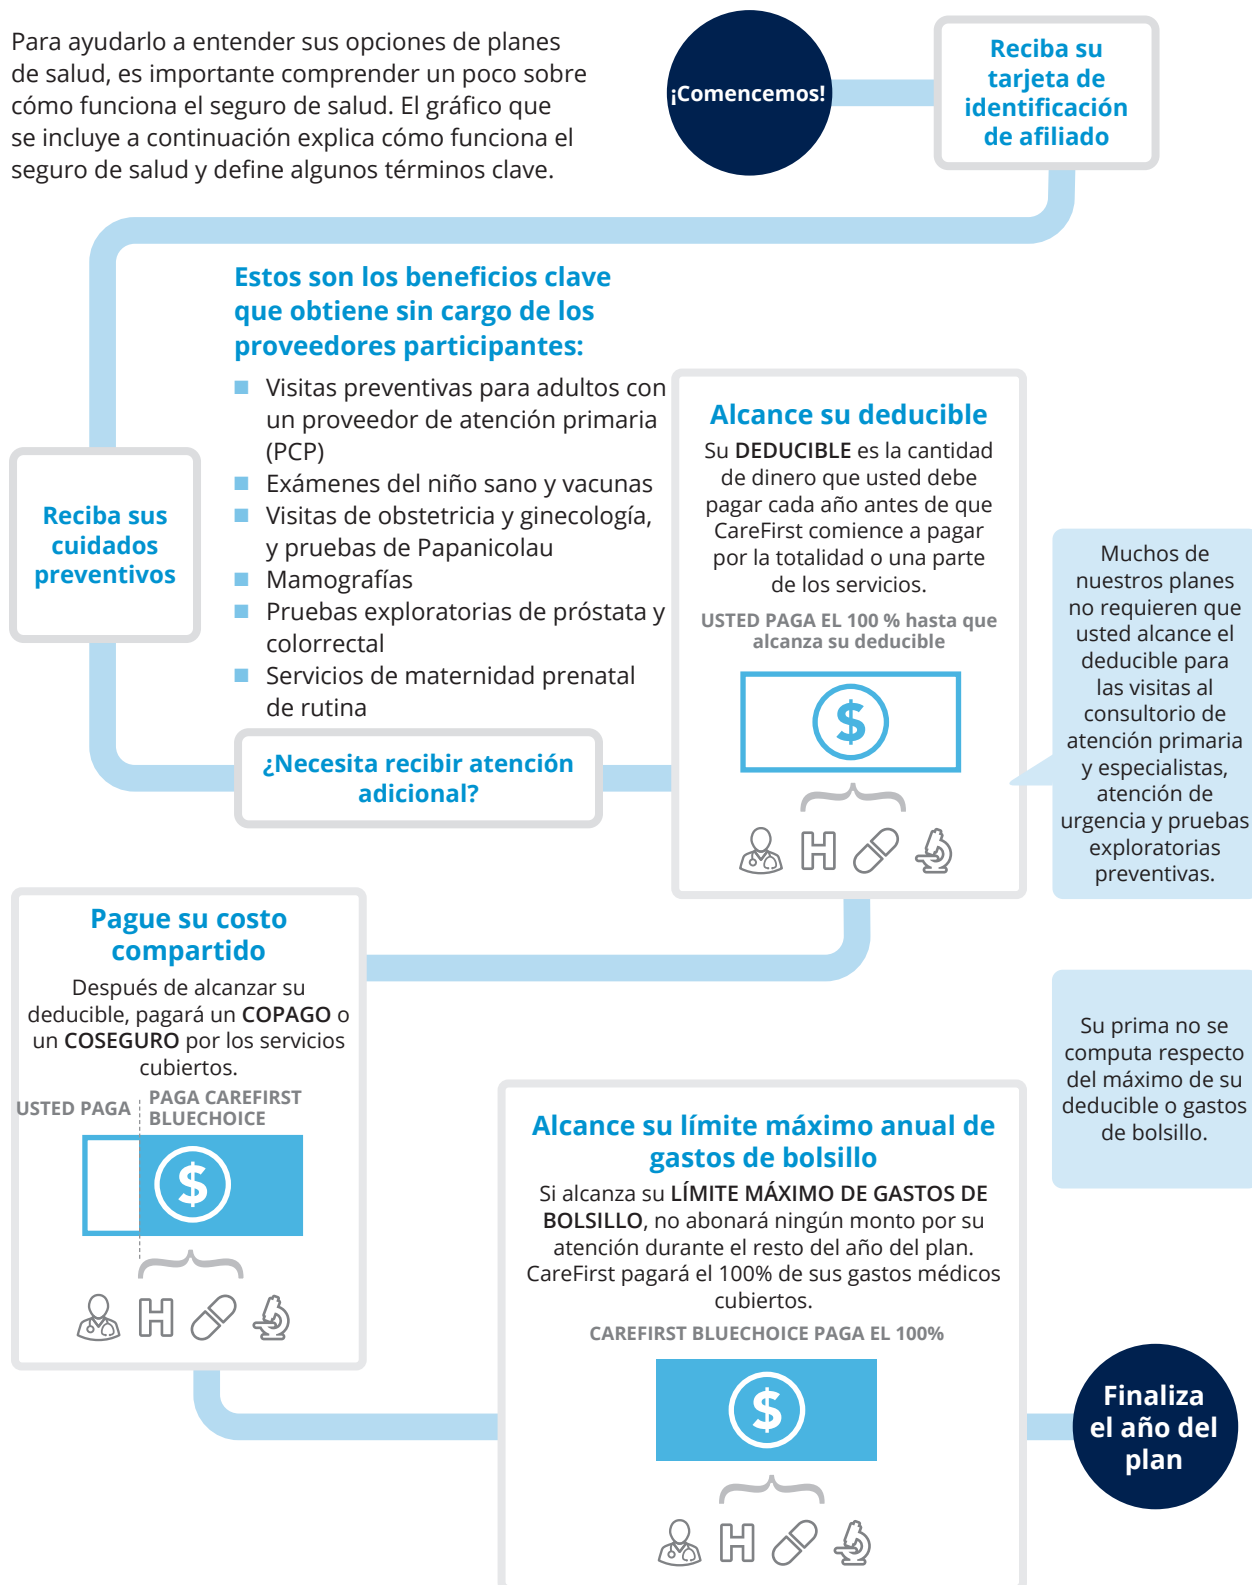 Para ayudarlo a entender sus opciones de planes
de salud, es importante comprender un poco sobre
cómo funciona el seguro de salud. El gráfico que
se incluye a continuación explica cómo funciona el
seguro de salud y define algunos términos clave.
¡Comencemos!
Reciba su
tarjeta de
identificación
de afiliado
Estos son los beneficios clave
que obtiene sin cargo de los
proveedores participantes:
Visitas preventivas para adultos con
un proveedor de atención primaria
(PCP)
Exámenes del niño sano y vacunas
Visitas de obstetricia y ginecología,
y pruebas de Papanicolau
Mamografías
Pruebas exploratorias de próstata y
colorrectal
Servicios de maternidad prenatal
de rutina
Reciba sus
cuidados
preventivos
¿Necesita recibir atención
adicional?
Alcance su deducible
Su DEDUCIBLE es la cantidad
de dinero que usted debe
pagar cada año antes de que
CareFirst comience a pagar
por la totalidad o una parte
de los servicios.
USTED PAGA EL 100 % hasta que
alcanza su deducible
$
H
Muchos de
nuestros planes
no requieren que
usted alcance el
deducible para
las visitas al
consultorio de
atención primaria
y especialistas,
atención de
urgencia y pruebas
exploratorias
preventivas.
Pague su costo
compartido
Después de alcanzar su
deducible, pagará un COPAGO o
un COSEGURO por los servicios
cubiertos.
USTED PAGA
PAGA CAREFIRST
BLUECHOICE
$
H
Su prima no se
computa respecto
del máximo de su
deducible o gastos
de bolsillo.
Alcance su límite máximo anual de
gastos de bolsillo
Si alcanza su LÍMITE MÁXIMO DE GASTOS DE
BOLSILLO, no abonará ningún monto por su
atención durante el resto del año del plan.
CareFirst pagará el 100% de sus gastos médicos
cubiertos.
CAREFIRST BLUECHOICE PAGA EL 100%
$
H
Finaliza
el año del
plan